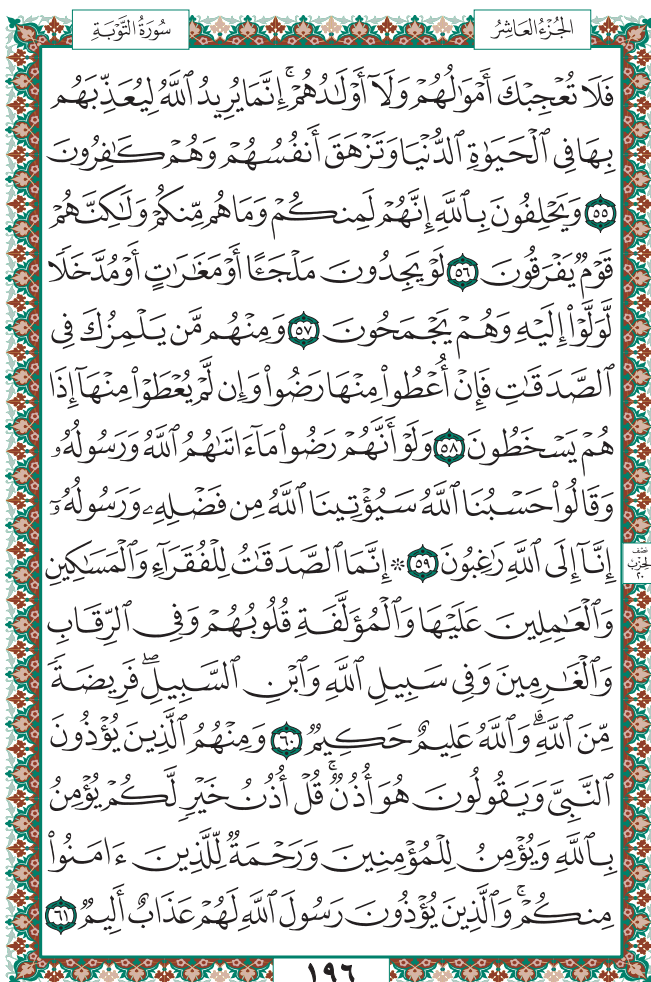 سُورَةُ التَّوْبَةِ
الجُزْءُ العَاشِرُ
فَلَا تُعْجِبْكَ أَمْوَٰلُهُمْ وَلَآ أَوْلَٰدُهُمْۚ إِنَّمَا يُرِيدُ ٱللَّهُ لِيُعَذِّبَهُم
بِهَا فِي ٱلْحَيَوٰةِ ٱلدُّنْيَا وَتَزْهَقَ أَنفُسُهُمْ وَهُمْ كَٰفِرُونَ
٥٥ وَيَحْلِفُونَ بِٱللَّهِ إِنَّهُمْ لَمِنكُمْ وَمَا هُم مِّنكُمْ وَلَٰكِنَّهُمْ
قَوْمٌ يَفْرَقُونَ ٥٦ لَوْ يَجِدُونَ مَلْجَـًٔا أَوْ مَغَٰرَٰتٍ أَوْ مُدَّخَلًا
لَّوَلَّوْا۟ إِلَيْهِ وَهُمْ يَجْمَحُونَ ٥٧ وَمِنْهُم مَّن يَلْمِزُكَ فِي
ٱلصَّدَقَٰتِ فَإِنْ أُعْطُوا۟ مِنْهَا رَضُوا۟ وَإِن لَّمْ يُعْطَوْا۟ مِنْهَآ إِذَا
هُمْ يَسْخَطُونَ ٥٨ وَلَوْ أَنَّهُمْ رَضُوا۟ مَآ ءَاتَىٰهُمُ ٱللَّهُ وَرَسُولُهُۥ
وَقَالُوا۟ حَسْبُنَا ٱللَّهُ سَيُؤْتِينَا ٱللَّهُ مِن فَضْلِهِۦ وَرَسُولُهُۥٓ
إِنَّآ إِلَى ٱللَّهِ رَٰغِبُونَ ٥٩ ۞ إِنَّمَا ٱلصَّدَقَٰتُ لِلْفُقَرَآءِ وَٱلْمَسَٰكِينِ
نصف
الحزب
٢٠
وَٱلْعَٰمِلِينَ عَلَيْهَا وَٱلْمُؤَلَّفَةِ قُلُوبُهُمْ وَفِي ٱلرِّقَابِ
وَٱلْغَٰرِمِينَ وَفِي سَبِيلِ ٱللَّهِ وَٱبْنِ ٱلسَّبِيلِۖ فَرِيضَةً
مِّنَ ٱللَّهِۗ وَٱللَّهُ عَلِيمٌ حَكِيمٌ ٦٠ وَمِنْهُمُ ٱلَّذِينَ يُؤْذُونَ
ٱلنَّبِيَّ وَيَقُولُونَ هُوَ أُذُنٌۚ قُلْ أُذُنُ خَيْرٍ لَّكُمْ يُؤْمِنُ
بِٱللَّهِ وَيُؤْمِنُ لِلْمُؤْمِنِينَ وَرَحْمَةٌ لِّلَّذِينَ ءَامَنُوا۟
مِنكُمْۚ وَٱلَّذِينَ يُؤْذُونَ رَسُولَ ٱللَّهِ لَهُمْ عَذَابٌ أَلِيمٌ ٦١
١٩٦